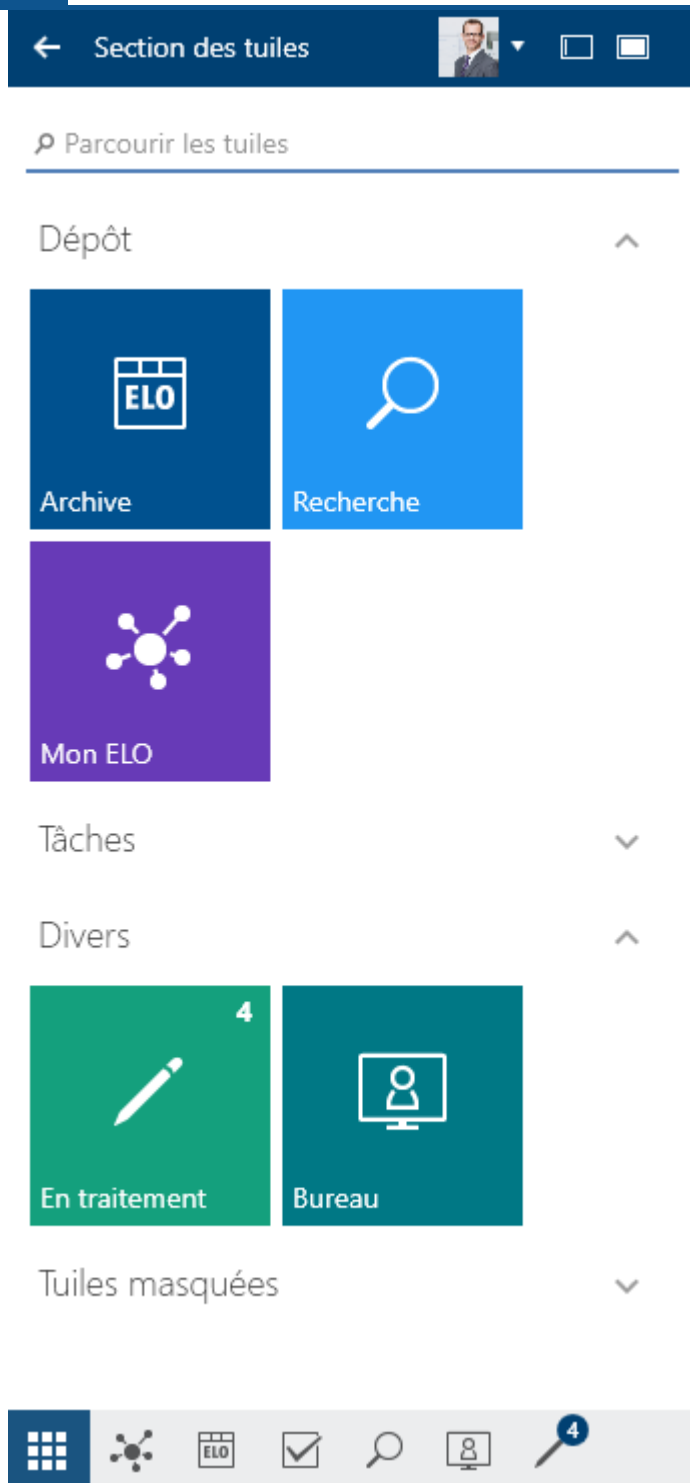 Section des tuiles
Parcourir les tuiles
Dépôt
ELO
Archive
Recherche
Mon ELO
Tâches
Divers
4
En traitement
Bureau
Tuiles masquées
ELO
4